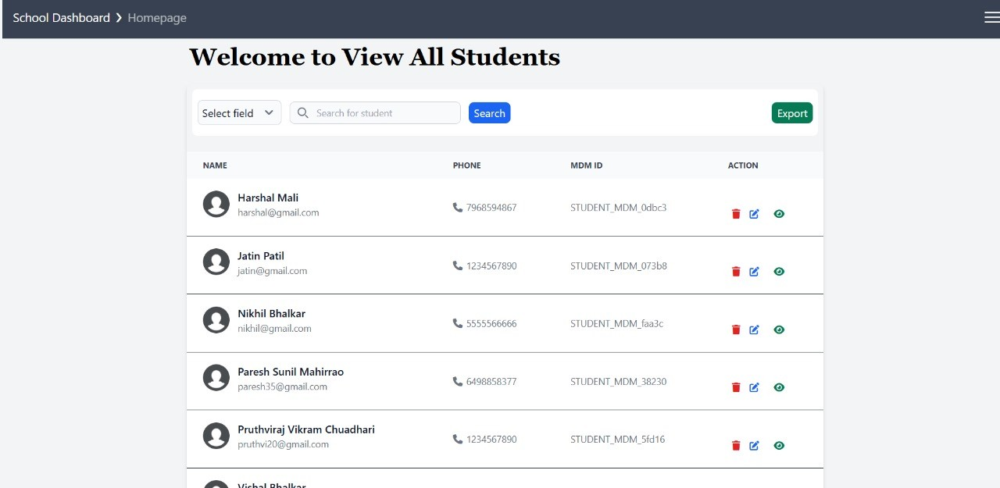 School Dashboard Homepage
Welcome to View All Students
Select field Search for student Search Export
NAME PHONE MDM ID ACTION
Harshal Mali
harshal@gmail.com
7968594867 STUDENT_MDM_0dbc3
Jatin Patil
jatin@gmail.com
1234567890 STUDENT_MDM_073b8
Nikhil Bhalkar
nikhil@gmail.com
5555566666 STUDENT_MDM_faa3c
Paresh Sunil Mahirrao
paresh35@gmail.com
6498858377 STUDENT_MDM_38230
Pruthviraj Vikram Chuadhari
pruthvi20@gmail.com
1234567890 STUDENT_MDM_5fd16
Vishal Bhalkar